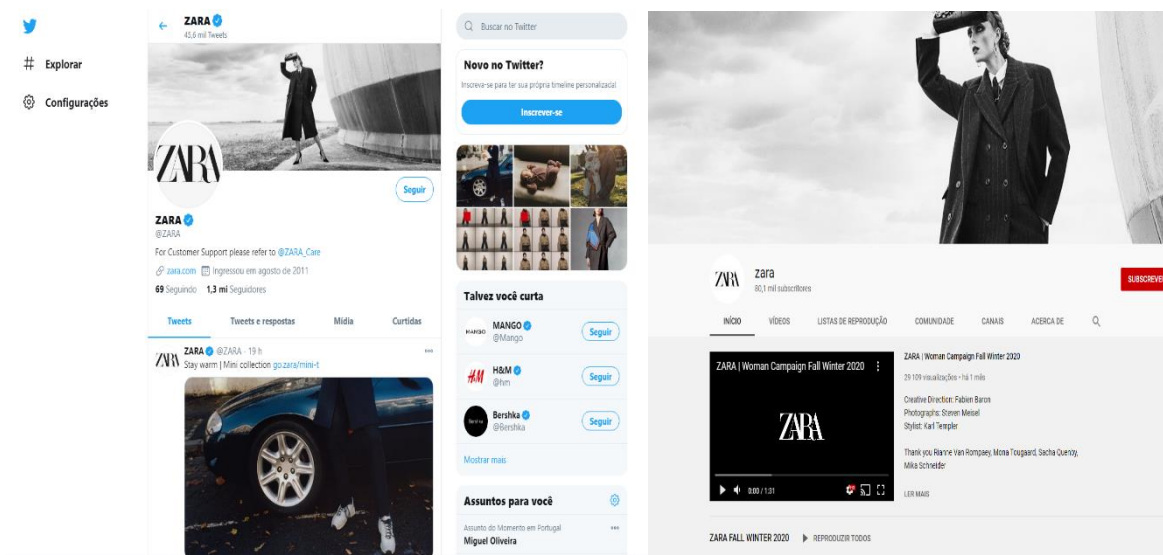 ZARA
45,6 mil Tweets
Explorar
Configurações
ZARA
Seguir
ZARA
@ZARA
For Customer Support please refer to @ZARA_Care
zara.com Ingressou em agosto de 2011
69 Seguindo 1,3 mi Seguidores
Tweets Tweets e respostas Mídia Curtidas
ZARA @ZARA · 19 h
Stay warm | Mini collection go.zara/mini-t
ZARA
Buscar no Twitter
Novo no Twitter?
Inscreva-se para ter sua própria timeline personalizada!
Inscrever-se
Talvez você curta
MANGO
MANGO
@Mango
Seguir
H&M
H&M
@hm
Seguir
Bershka
Bershka
@Bershka
Seguir
Mostrar mais
Assuntos para você
Assunto do Momento em Portugal
Miguel Oliveira
ZARA
zara
80,1 mil subscritores
SUBSCREVER
INÍCIO VÍDEOS LISTAS DE REPRODUÇÃO COMUNIDADE CANAIS ACERCA DE
ZARA | Woman Campaign Fall Winter 2020
ZARA
0:00 / 1:31
ZARA | Woman Campaign Fall Winter 2020
29 109 visualizações · há 1 mês
Creative Direction: Fabien Baron
Photographs: Steven Meisel
Stylist: Karl Templer
Thank you Rianne Van Rompaey, Mona Tougaard, Sacha Quenby,
Mika Schneider
LER MAIS
ZARA FALL WINTER 2020 REPRODUZIR TODOS